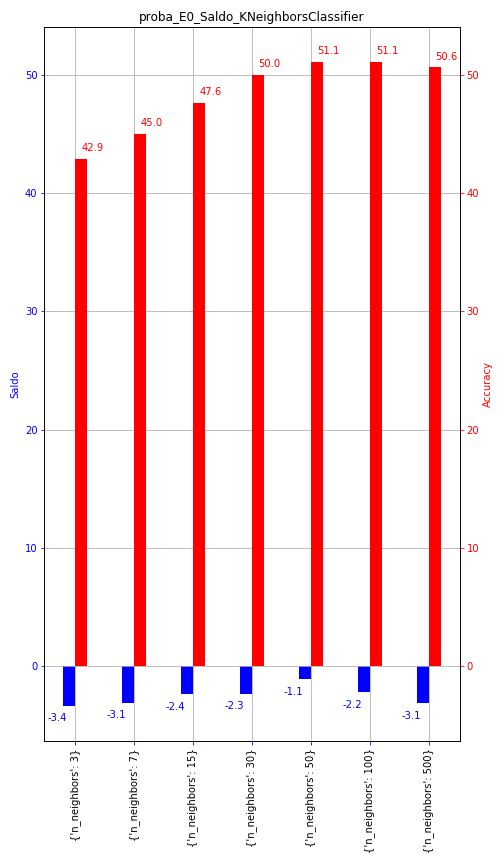 proba_E0_Saldo_KNeighborsClassifier
42.9
45.0
47.6
50.0
51.1
51.1
50.6
50
40
30
20
10
0
50
40
30
20
10
0
Saldo
Accuracy
-3.4
-3.1
-2.4
-2.3
-1.1
-2.2
-3.1
{'n_neighbors': 3}
{'n_neighbors': 7}
{'n_neighbors': 15}
{'n_neighbors': 30}
{'n_neighbors': 50}
{'n_neighbors': 100}
{'n_neighbors': 500}